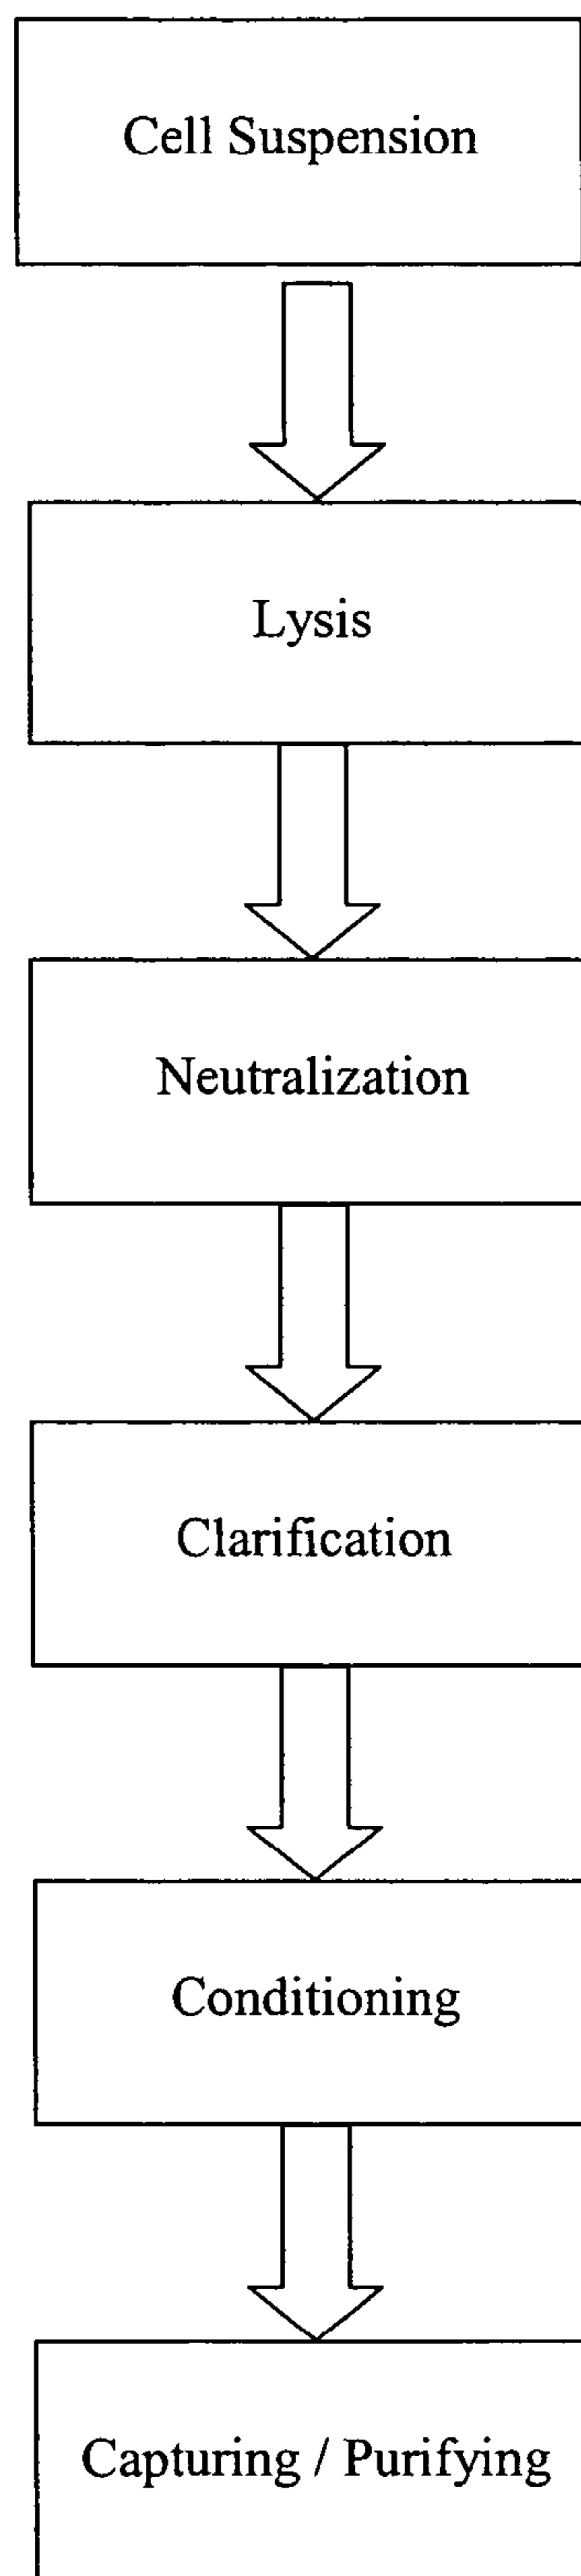 Cell Suspension
Lysis
Neutralization
Clarification
Conditioning
Capturing / Purifying